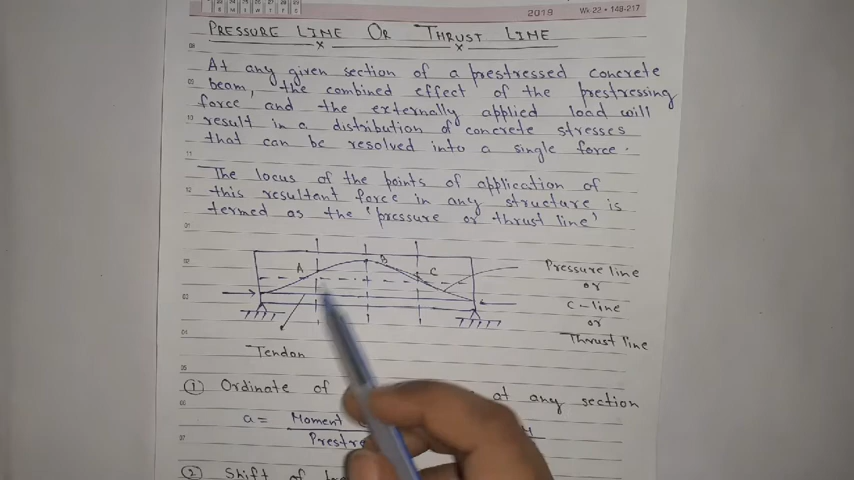 2019 Wk 22 • 148-217
PRESSURE LINE OR THRUST LINE
At any given section of a prestressed concrete
beam, the combined effect of the prestressing
force and the externally applied load will
result in a distribution of concrete stresses
that can be resolved into a single force.
The locus of the points of application of
this resultant force in any structure is
termed as the 'pressure or thrust line'
A B C
Pressure line
or
C-line
or
Thrust line
Tendon
① Ordinate of at any section
a = Moment M
② Shift of